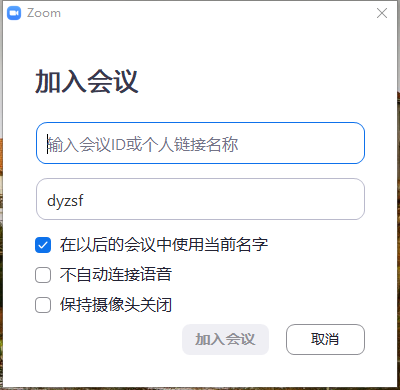 Zoom
加入会议
输入会议ID或个人链接名称
dyzsf
在以后的会议中使用当前名字
不自动连接语音
保持摄像头关闭
加入会议 取消